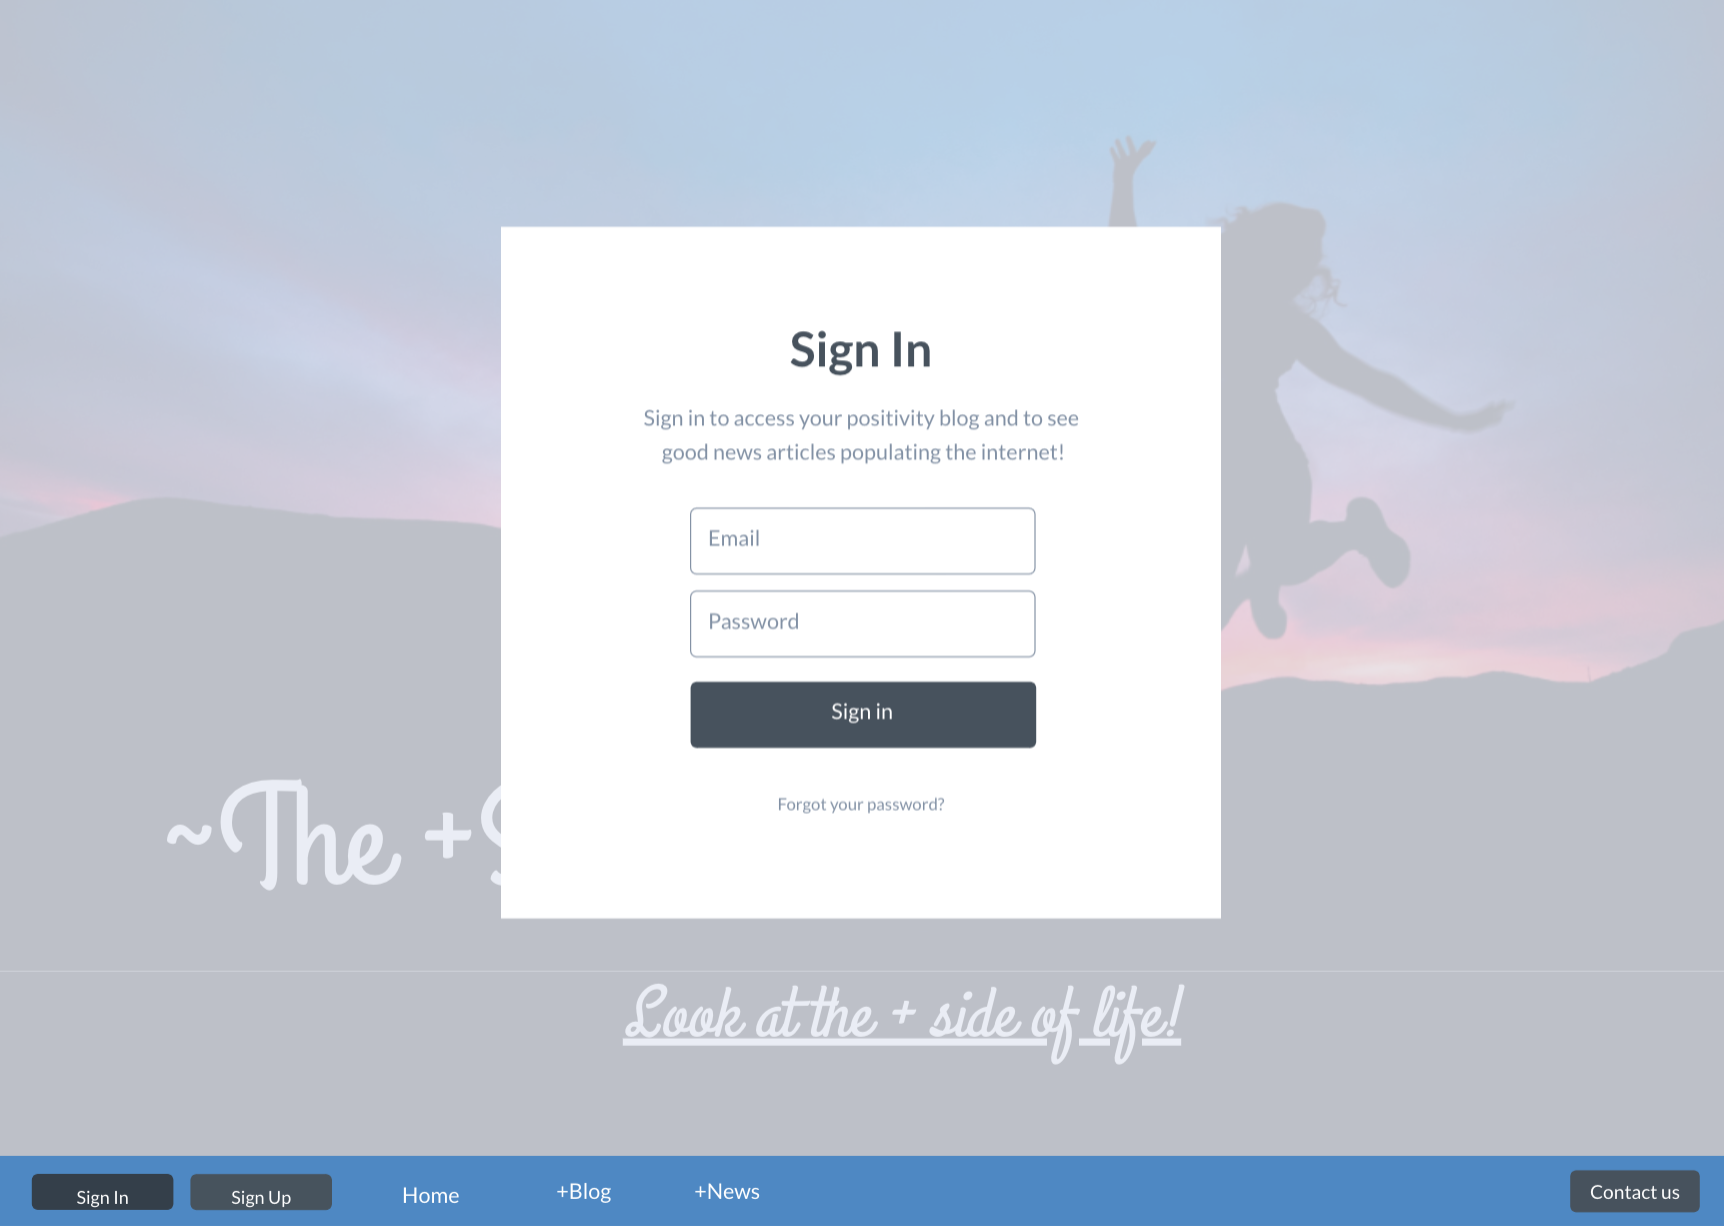 Sign In
Sign in to access your positivity blog and to see
good news articles populating the internet!
Email
Password
Sign in
Forgot your password?
~The +
Look at the + side of life!
Sign In
Sign Up
Home
+Blog
+News
Contact us